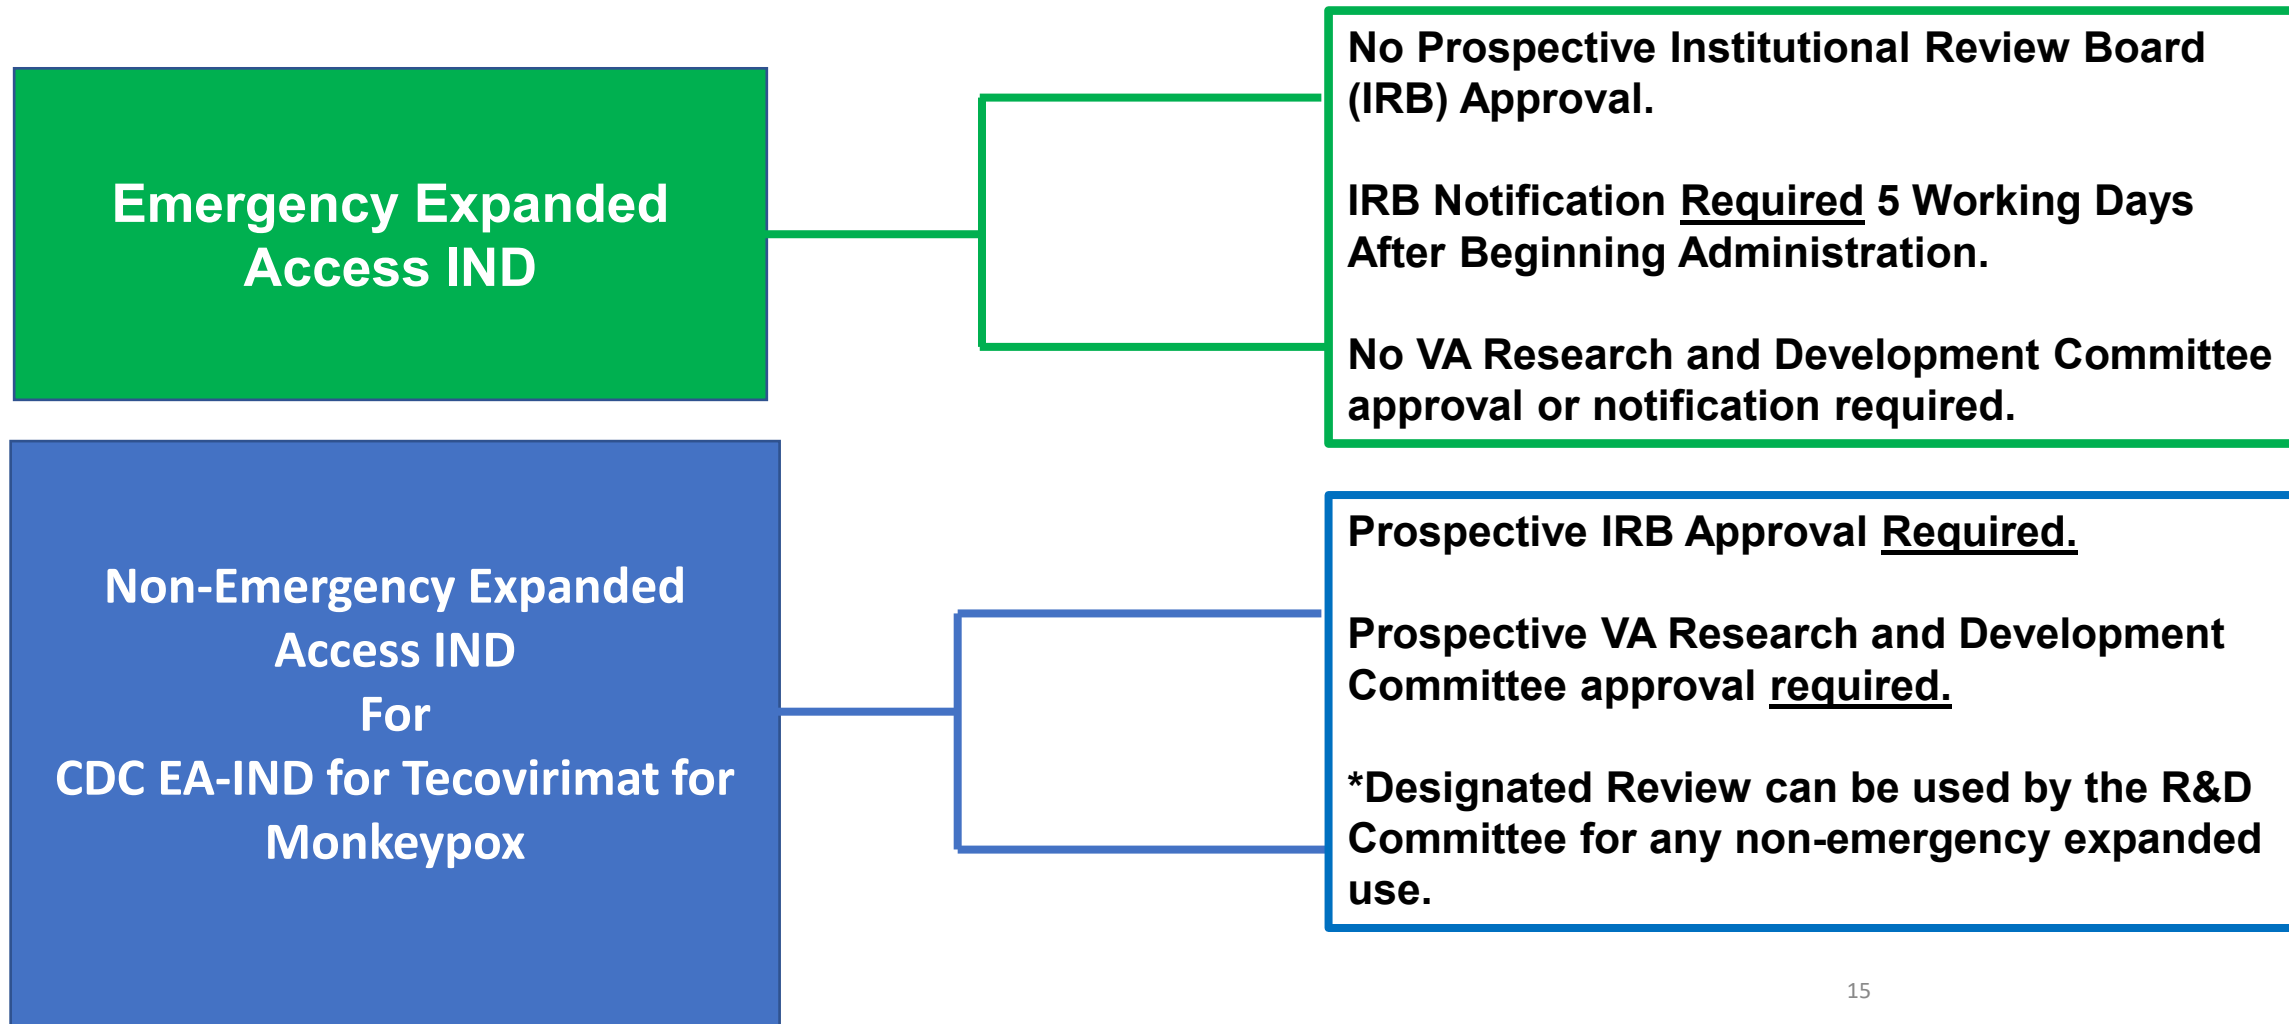 Emergency Expanded
Access IND
No Prospective Institutional Review Board
(IRB) Approval.
IRB Notification Required 5 Working Days
After Beginning Administration.
No VA Research and Development Committee
approval or notification required.
Non-Emergency Expanded
Access IND
For
CDC EA-IND for Tecovirimat for
Monkeypox
Prospective IRB Approval Required.
Prospective VA Research and Development
Committee approval required.
*Designated Review can be used by the R&D
Committee for any non-emergency expanded
use.
15